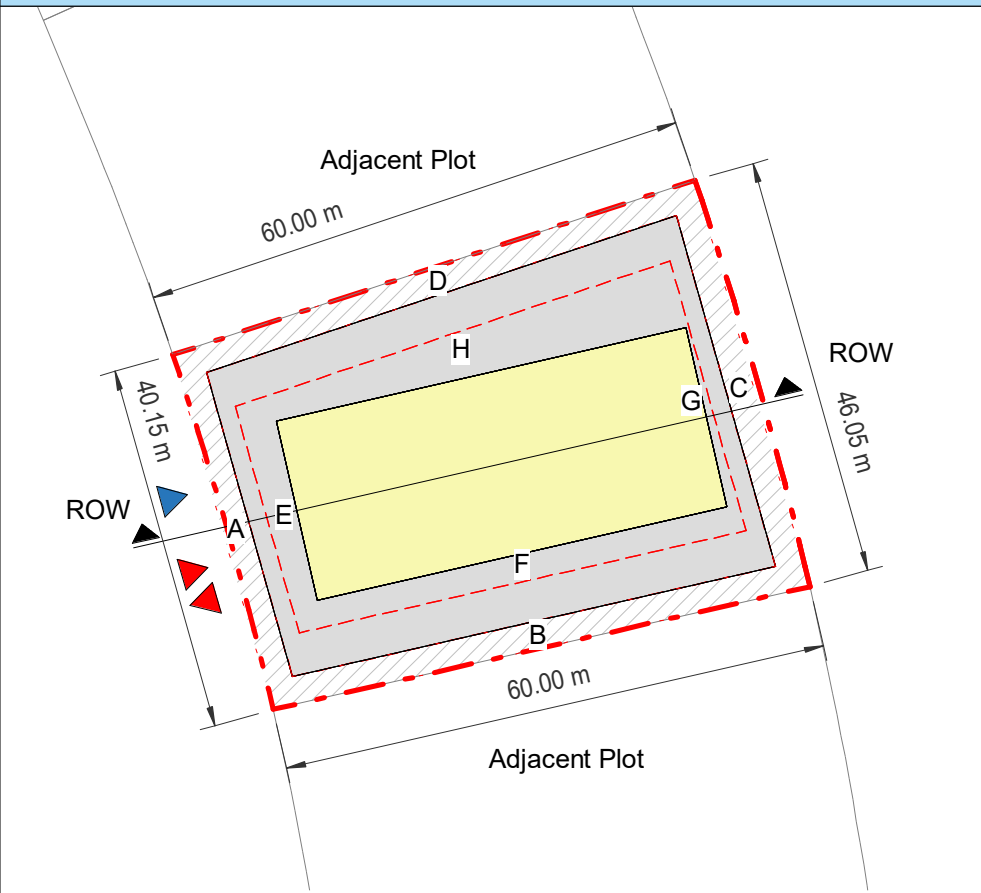 Adjacent Plot
60.00 m
D
ROW
H
40.15 m
C
G
46.05 m
ROW
E
A
F
B
60.00 m
Adjacent Plot